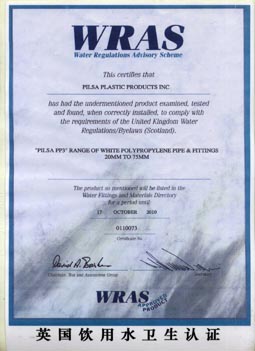 WRAS
Water Regulations Advisory Scheme
This certifies that
PILSA PLASTIC PRODUCTS INC
has had the undermentioned product examined, tested
and found, when correctly installed, to comply with
the requirements of the United Kingdom Water
Regulations/Byelaws (Scotland).
"PILSA PP3" RANGE OF WHITE POLYPROPYLENE PIPE & FITTINGS
20MM TO 75MM
The product so mentioned will be listed in the
Water Fittings and Materials Directory
for a period until:
17 OCTOBER 2010
0110073
Certificate No
WRAS
APPROVED
PRODUCT
英国饮用水卫生认证